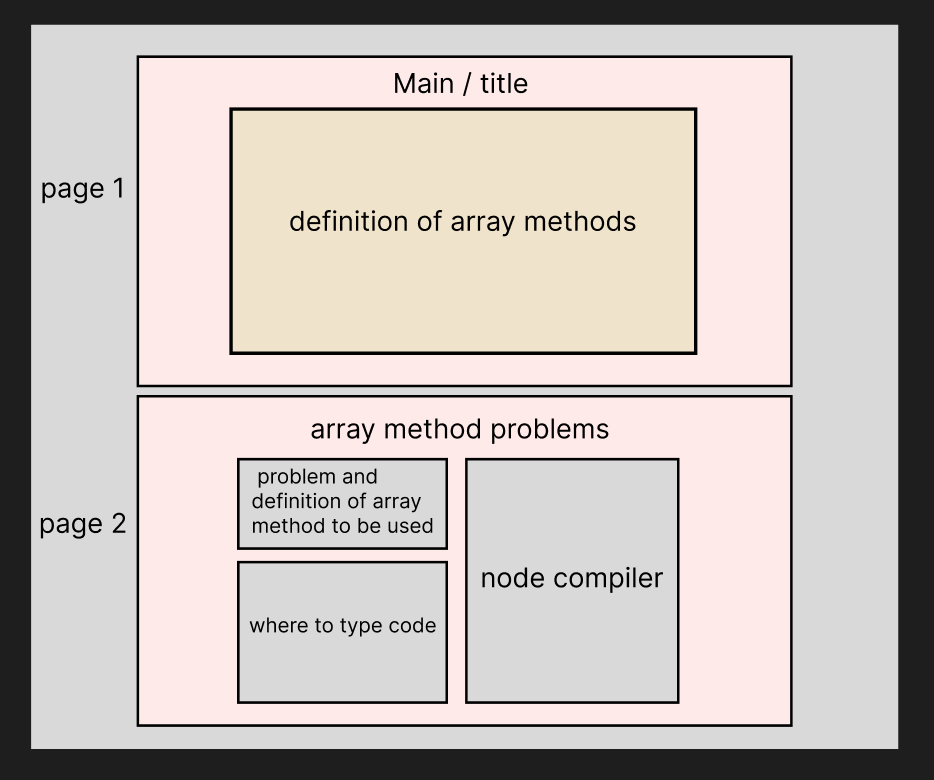 Main / title
page 1
definition of array methods
array method problems
page 2
problem and
definition of array
method to be used
where to type code
node compiler